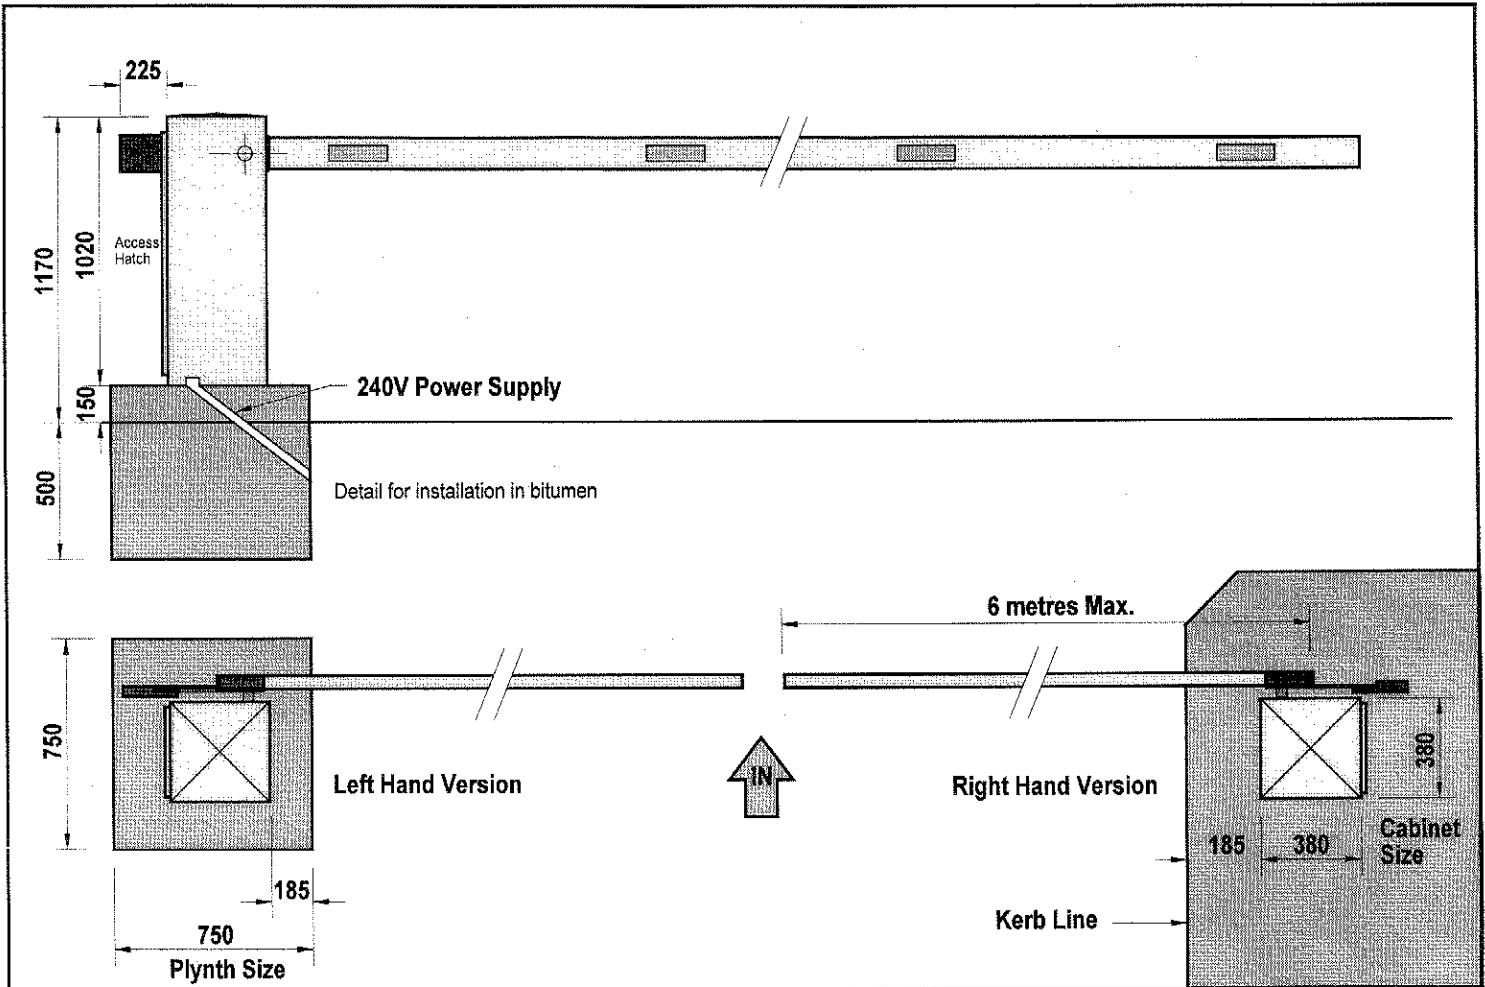 225
1170
1020
Access
Hatch
150
240V Power Supply
500
Detail for installation in bitumen
6 metres Max.
750
Left Hand Version
IN
Right Hand Version
380
185
380
Cabinet
Size
185
Kerb Line
750
Plynth Size